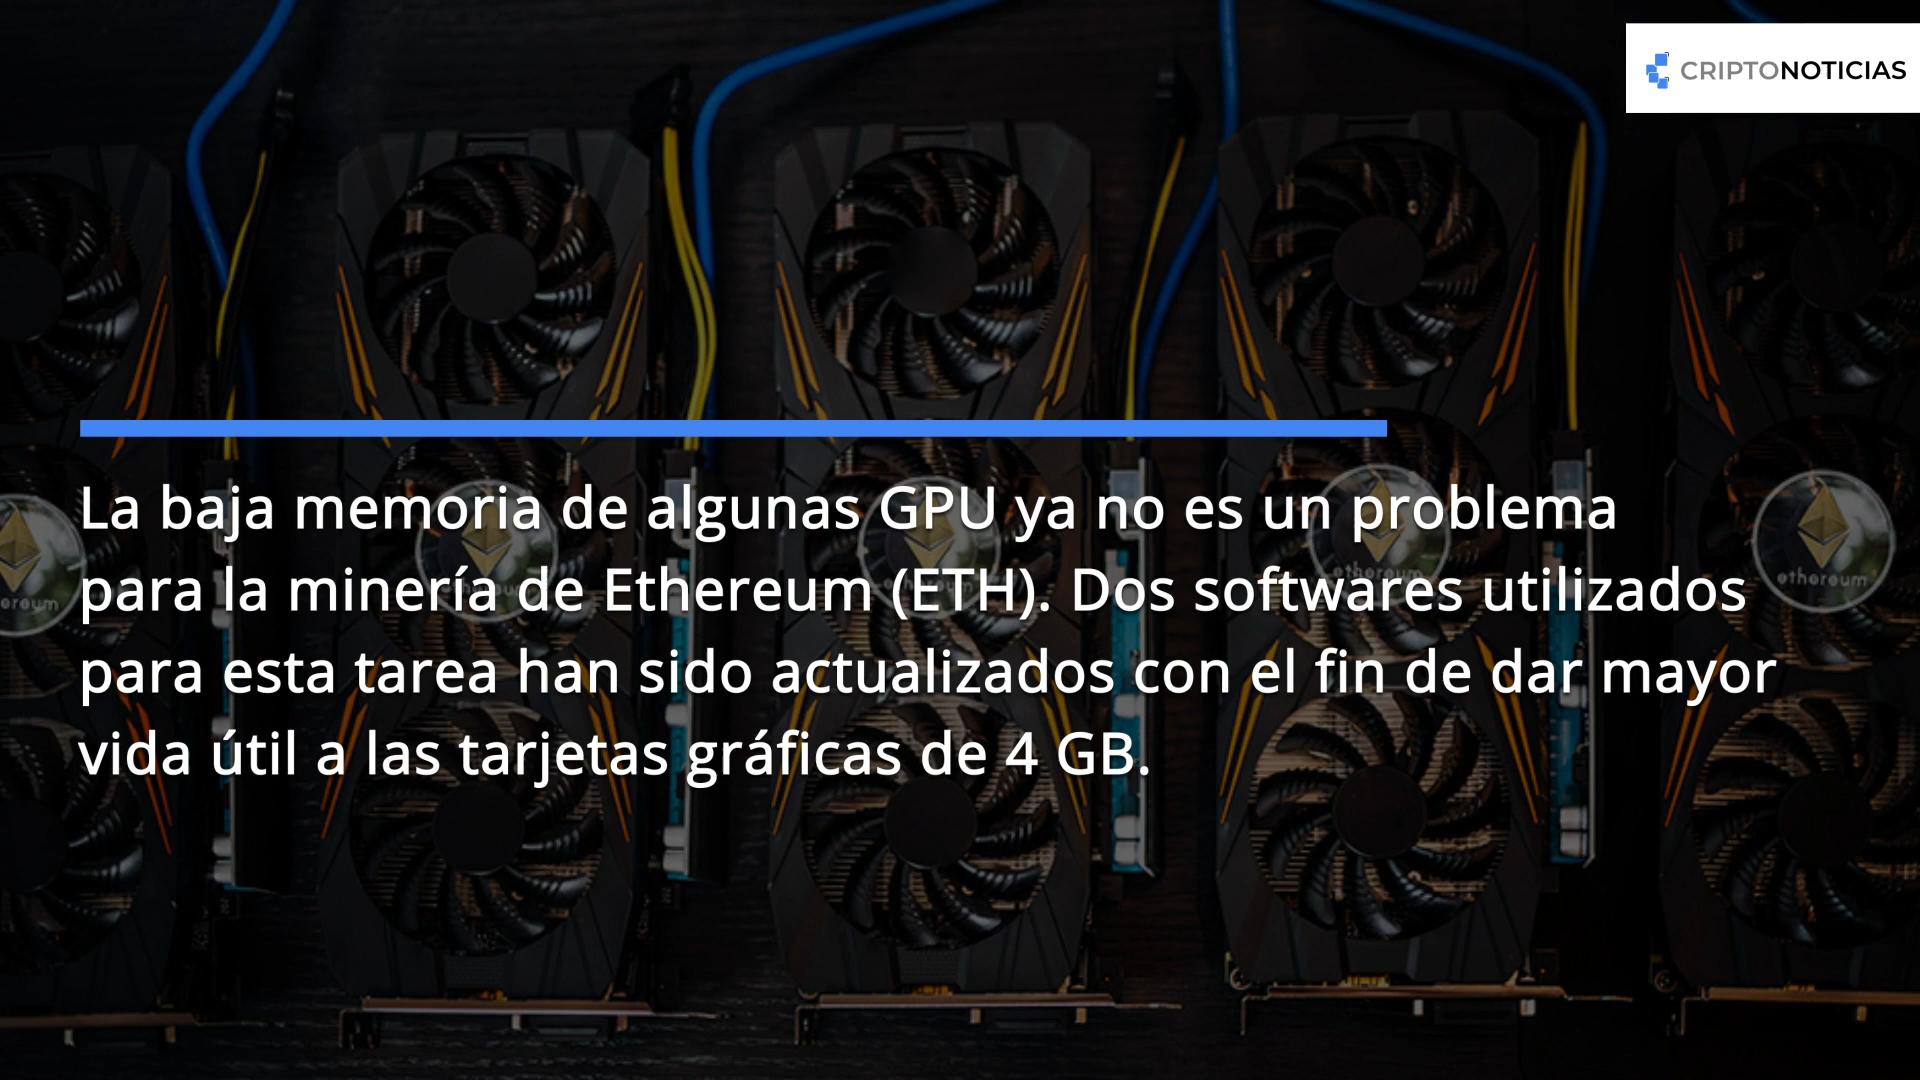 CRIPTONOTICIAS
La baja memoria de algunas GPU ya no es un problema
para la minería de Ethereum (ETH). Dos softwares utilizados
para esta tarea han sido actualizados con el fin de dar mayor
vida útil a las tarjetas gráficas de 4 GB.
ethereum
ethereum